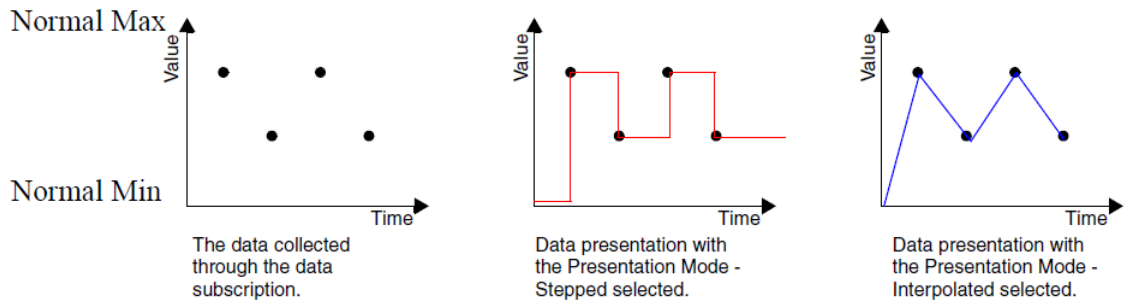 Normal Max
Value
Value
Value
Normal Min
Time
Time
Time
The data collected
through the data
subscription.
Data presentation with
the Presentation Mode -
Stepped selected.
Data presentation with
the Presentation Mode -
Interpolated selected.